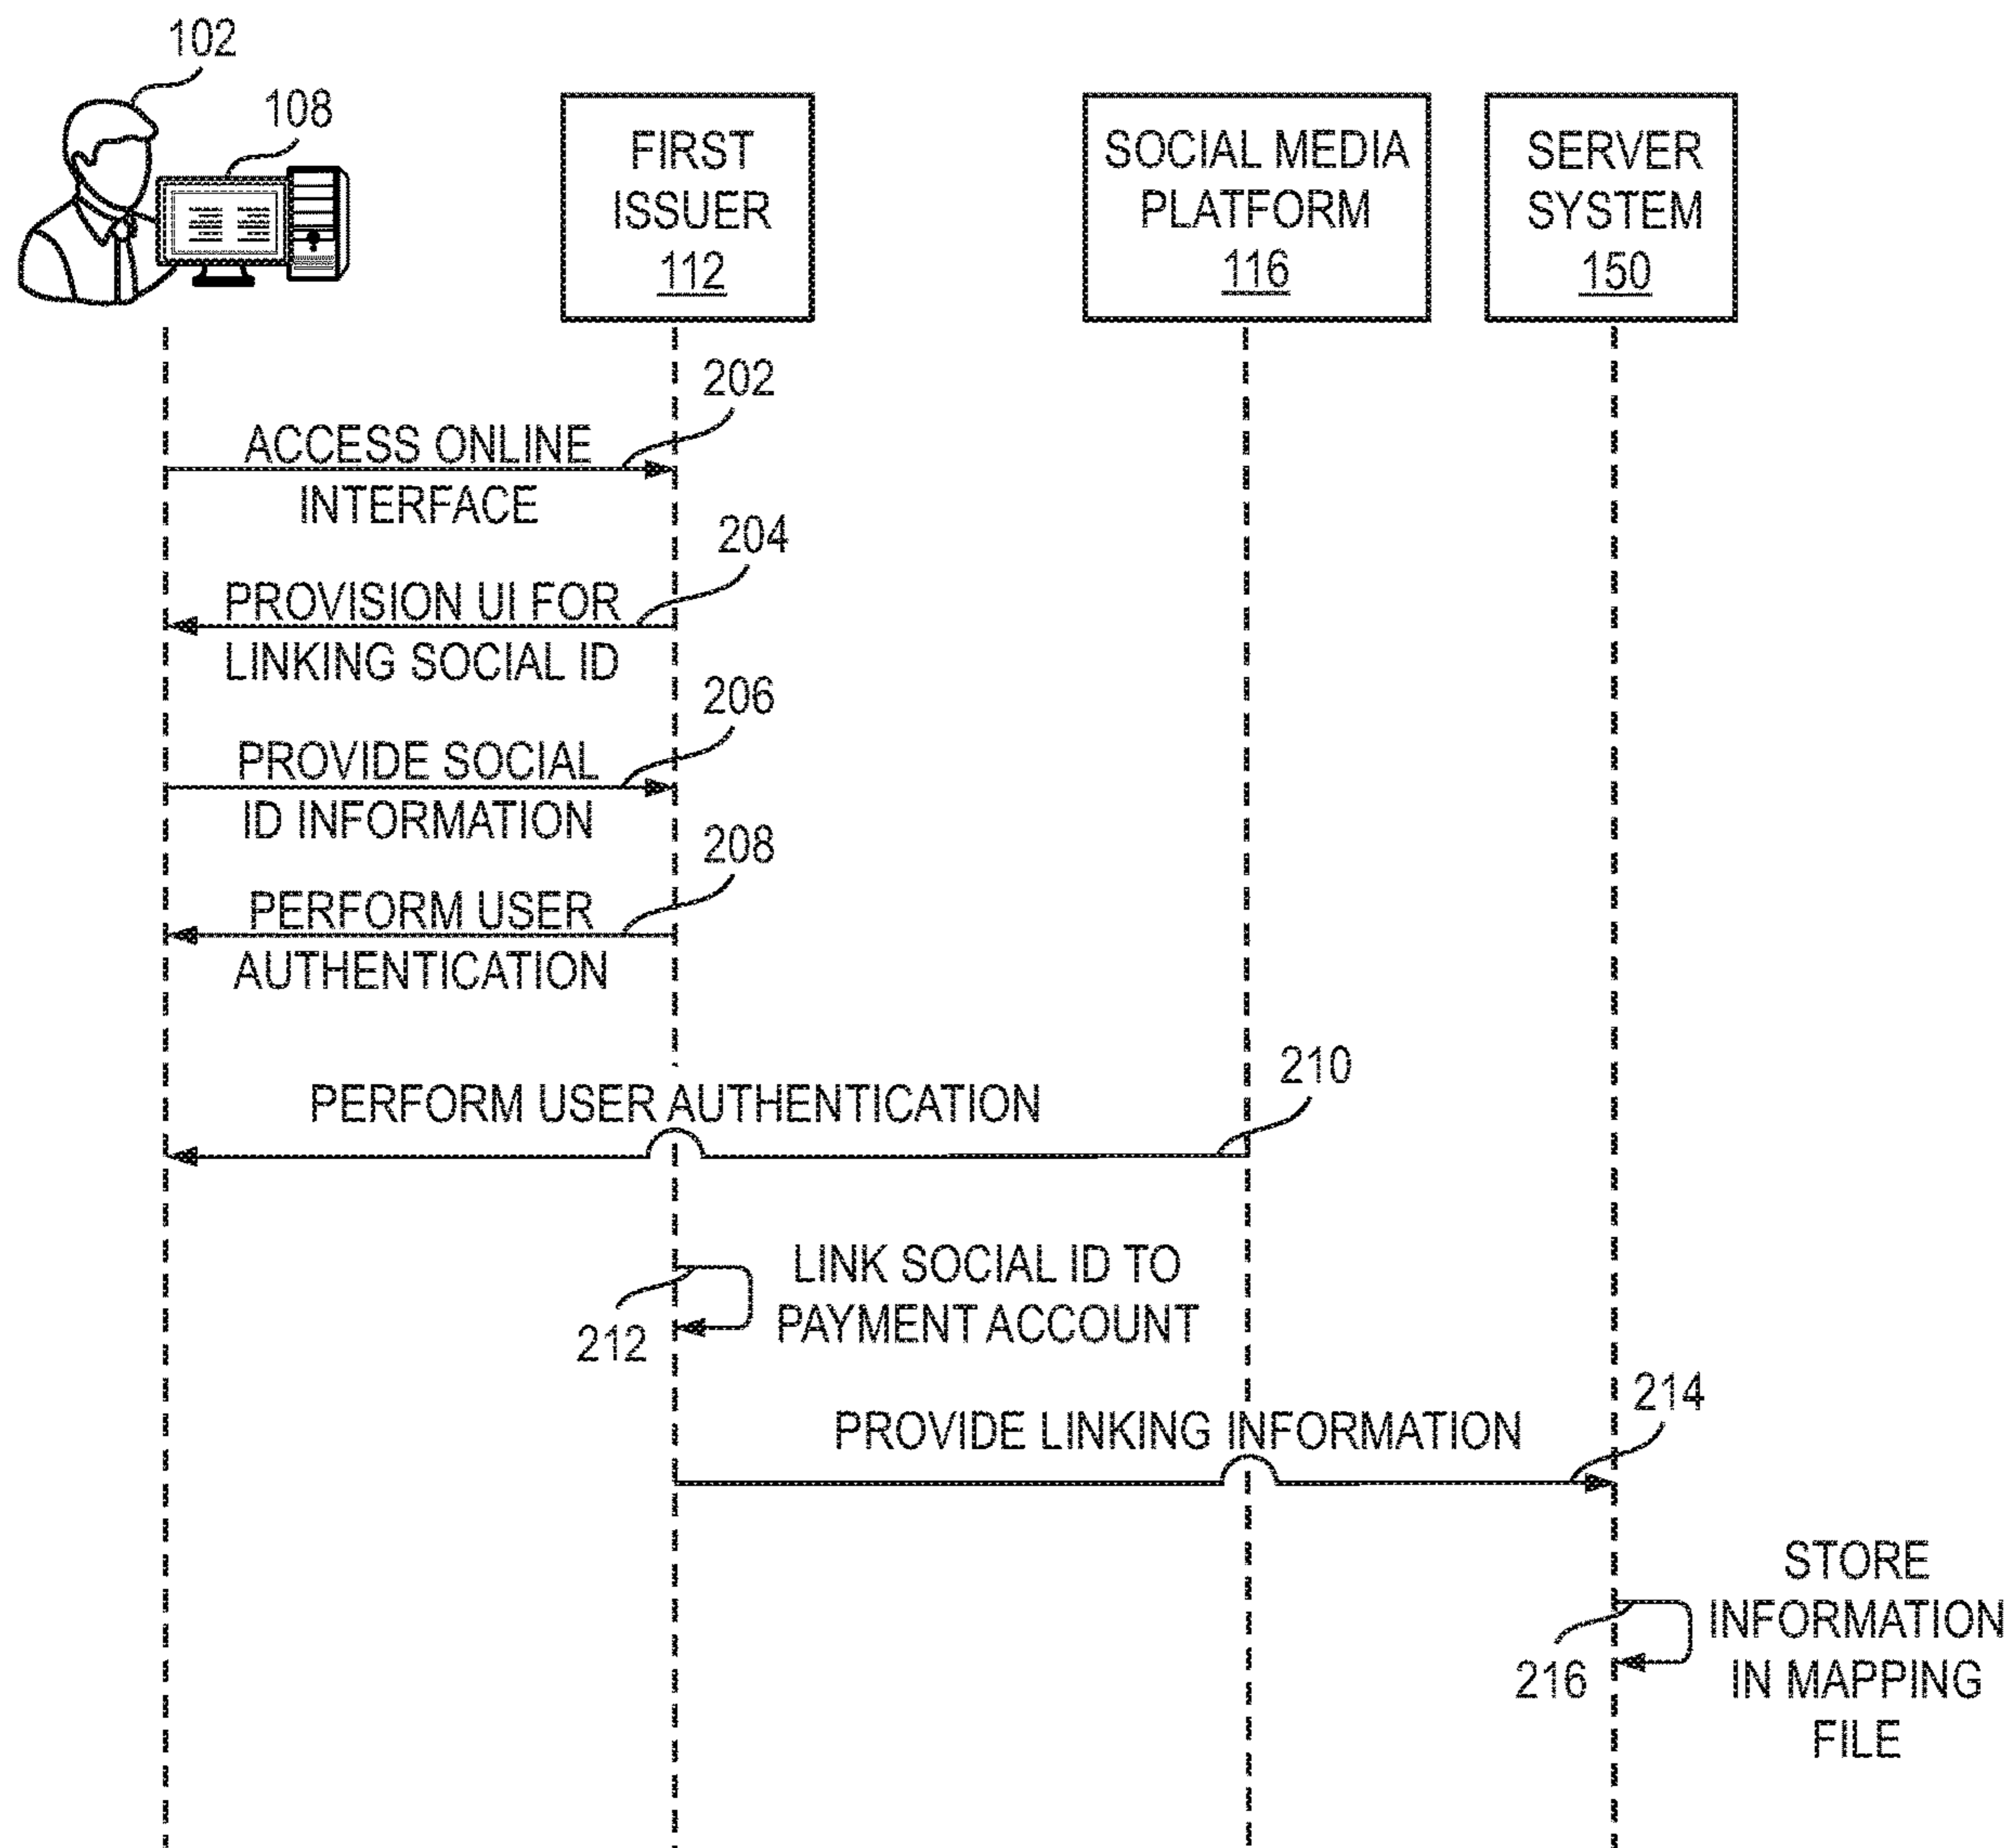 102
108
FIRST
ISSUER
112
SOCIAL MEDIA
PLATFORM
116
SERVER
SYSTEM
150
202
ACCESS ONLINE
INTERFACE
204
PROVISION UI FOR
LINKING SOCIAL ID
206
PROVIDE SOCIAL
ID INFORMATION
208
PERFORM USER
AUTHENTICATION
210
PERFORM USER AUTHENTICATION
LINK SOCIAL ID TO
PAYMENT ACCOUNT
212
214
PROVIDE LINKING INFORMATION
STORE
INFORMATION
IN MAPPING
FILE
216